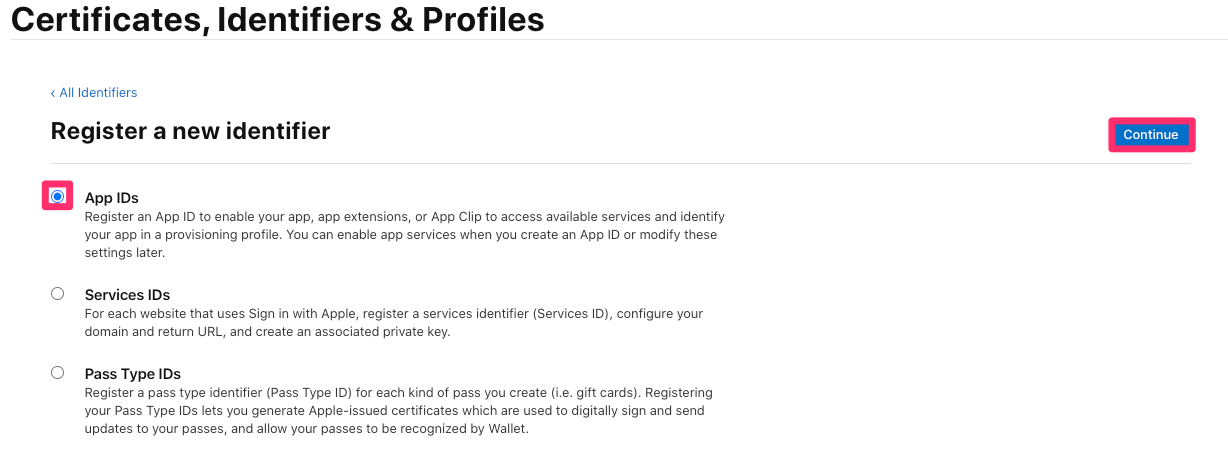 Certificates, Identifiers & Profiles
‹ All Identifiers
Register a new identifier
Continue
App IDs
Register an App ID to enable your app, app extensions, or App Clip to access available services and identify
your app in a provisioning profile. You can enable app services when you create an App ID or modify these
settings later.
Services IDs
For each website that uses Sign in with Apple, register a services identifier (Services ID), configure your
domain and return URL, and create an associated private key.
Pass Type IDs
Register a pass type identifier (Pass Type ID) for each kind of pass you create (i.e. gift cards). Registering
your Pass Type IDs lets you generate Apple-issued certificates which are used to digitally sign and send
updates to your passes, and allow your passes to be recognized by Wallet.